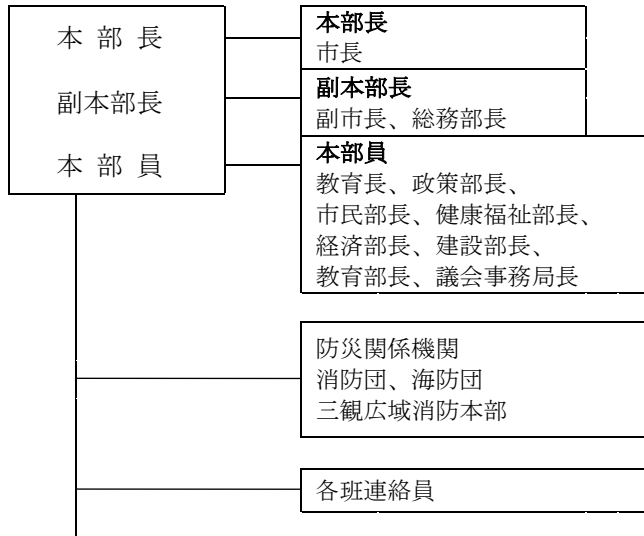 本 部 長
副本部長
本 部 員
本部長
市長
副本部長
副市長、総務部長
本部員
教育長、政策部長、
市民部長、健康福祉部長、
経済部長、建設部長、
教育部長、議会事務局長
防災関係機関
消防団、海防団
三観広域消防本部
各班連絡員